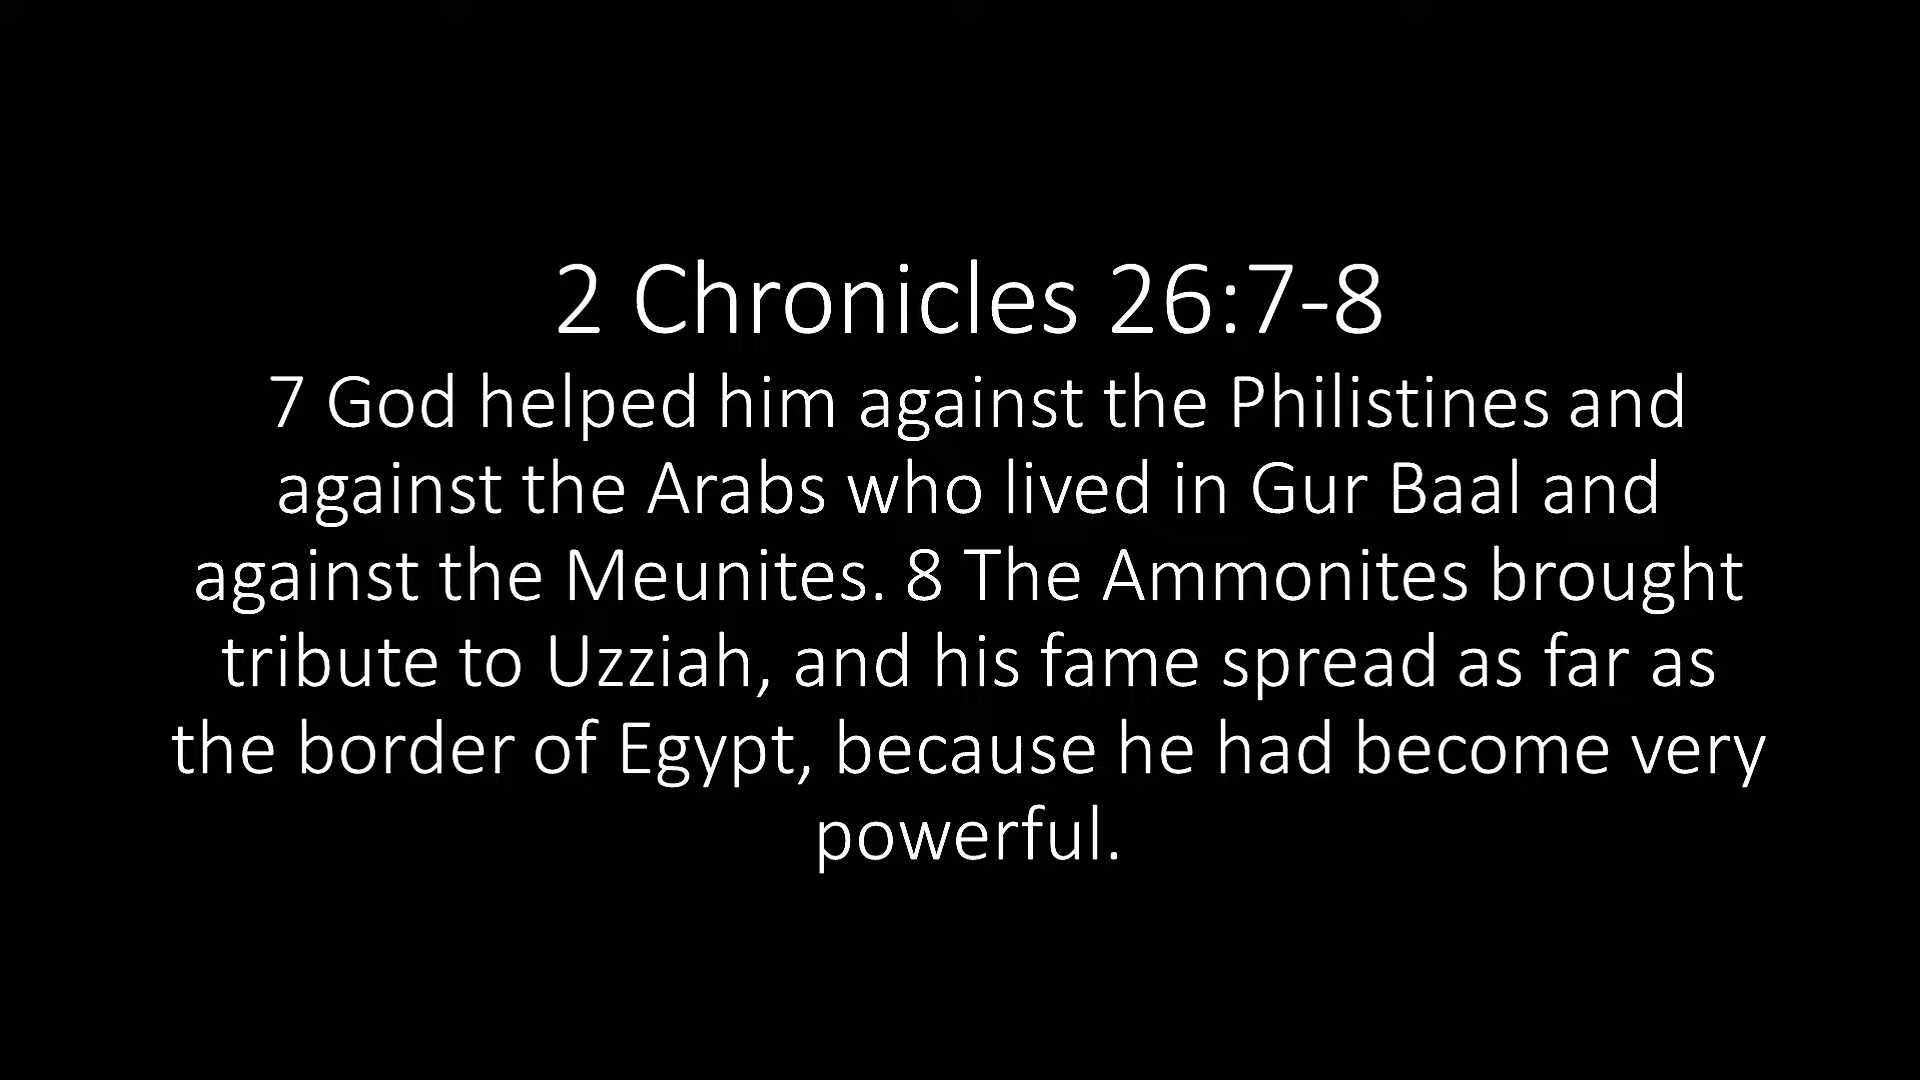 2 Chronicles 26:7-8
7 God helped him against the Philistines and
against the Arabs who lived in Gur Baal and
against the Meunites. 8 The Ammonites brought
tribute to Uzziah, and his fame spread as far as
the border of Egypt, because he had become very
powerful.